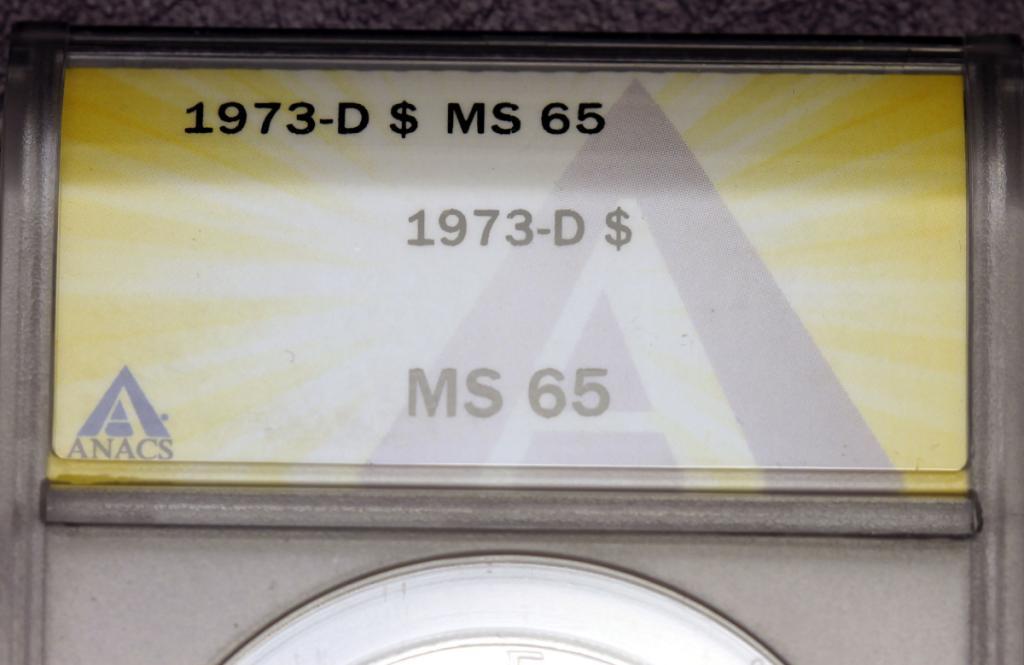 1973-D $ MS 65
1973-D $
MS 65
ANACS